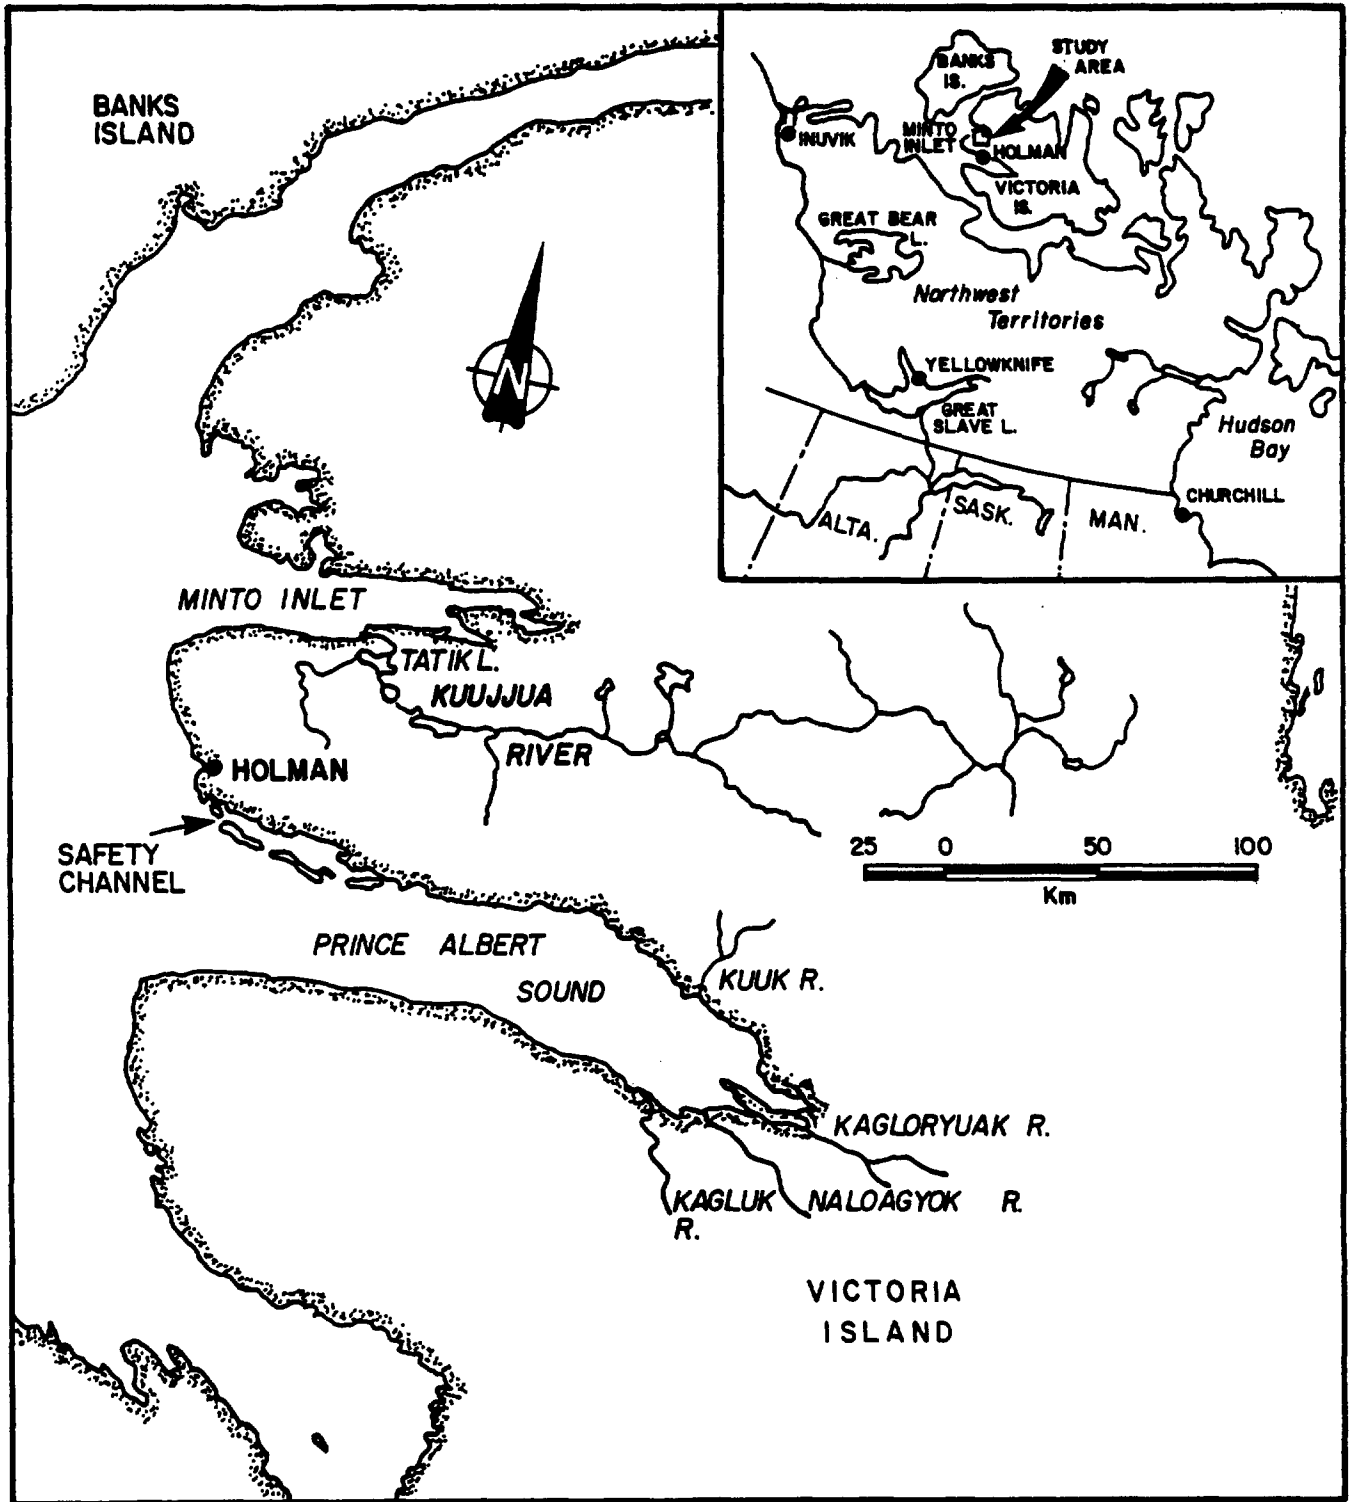 BANKS
ISLAND
N
MINTO INLET
TATIK L.
KUUJJUA
RIVER
HOLMAN
SAFETY
CHANNEL
25 0 50 100
Km
PRINCE ALBERT
SOUND
KUUK R.
KAGLORYUAK R.
KAGLUK
R.
NALOAGYOK R.
VICTORIA
ISLAND
STUDY
AREA
BANKS
IS.
INUVIK
MINTO
INLET
HOLMAN
VICTORIA
IS.
GREAT BEAR
L.
Northwest
Territories
YELLOWKNIFE
GREAT
SLAVE L.
Hudson
Bay
CHURCHILL
ALTA.
SASK.
MAN.